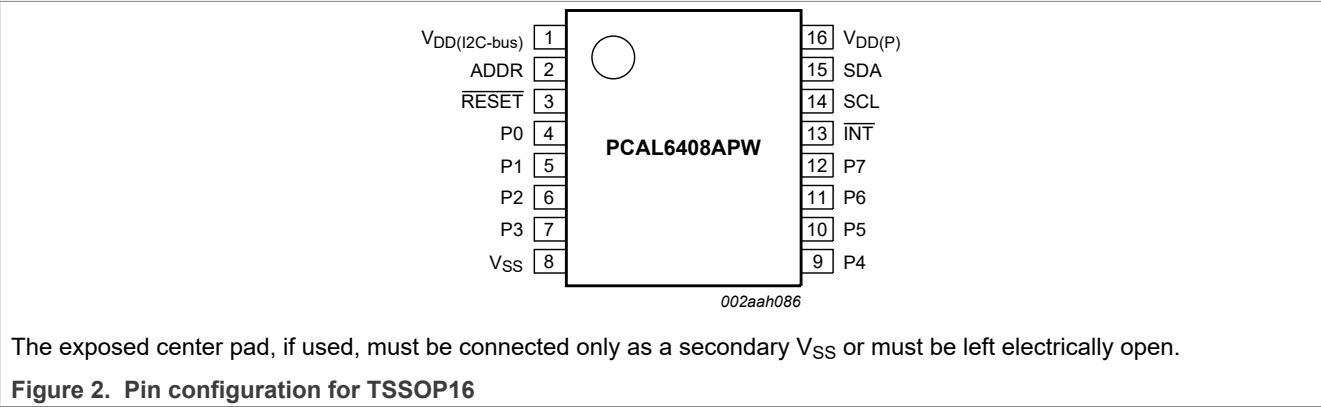 VDD(I2C-bus) 1 16 VDD(P)
ADDR 2 15 SDA
RESET 3 14 SCL
P0 4 13 INT
PCAL6408APW
P1 5 12 P7
P2 6 11 P6
P3 7 10 P5
VSS 8 9 P4
002aah086
The exposed center pad, if used, must be connected only as a secondary VSS or must be left electrically open.
Figure 2. Pin configuration for TSSOP16